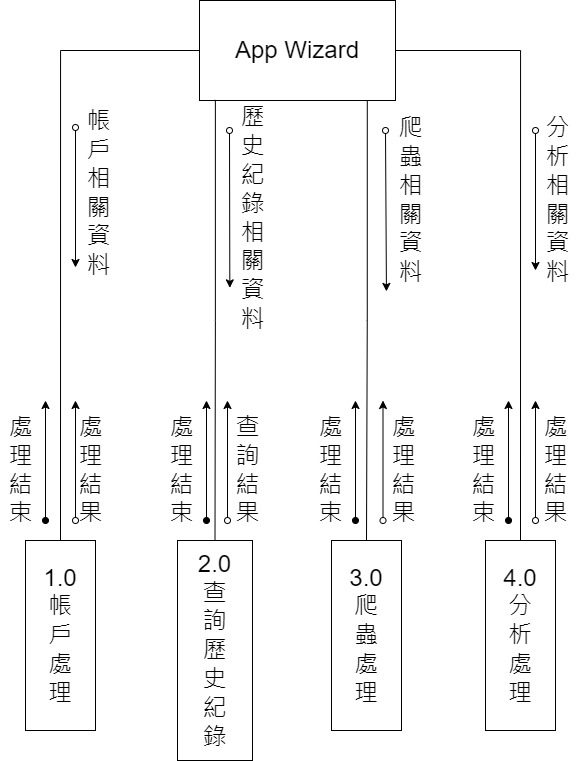 App Wizard
帳戶相關資料
歷史紀錄相關資料
爬蟲相關資料
分析相關資料
處理結束
處理結果
處理結束
查詢結果
處理結束
處理結果
處理結束
處理結果
1.0
帳戶處理
2.0
查詢歷史紀錄
3.0
爬蟲處理
4.0
分析處理